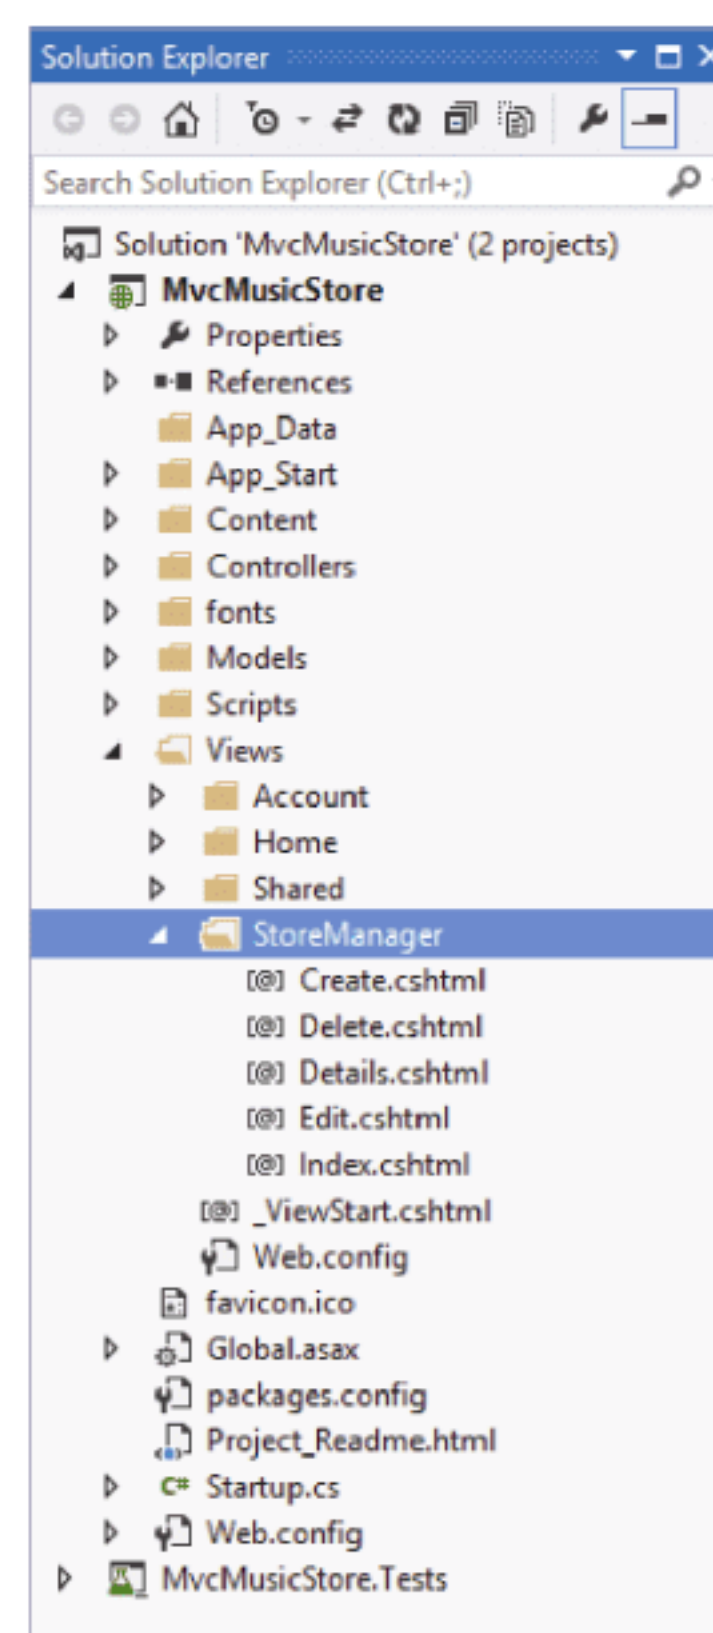 Solution Explorer
Search Solution Explorer (Ctrl+;)
Solution 'MvcMusicStore' (2 projects)
MvcMusicStore
Properties
References
App_Data
App_Start
Content
Controllers
fonts
Models
Scripts
Views
Account
Home
Shared
StoreManager
[@] Create.cshtml
[@] Delete.cshtml
[@] Details.cshtml
[@] Edit.cshtml
[@] Index.cshtml
[@] _ViewStart.cshtml
Web.config
favicon.ico
Global.asax
packages.config
Project_Readme.html
C# Startup.cs
Web.config
MvcMusicStore.Tests